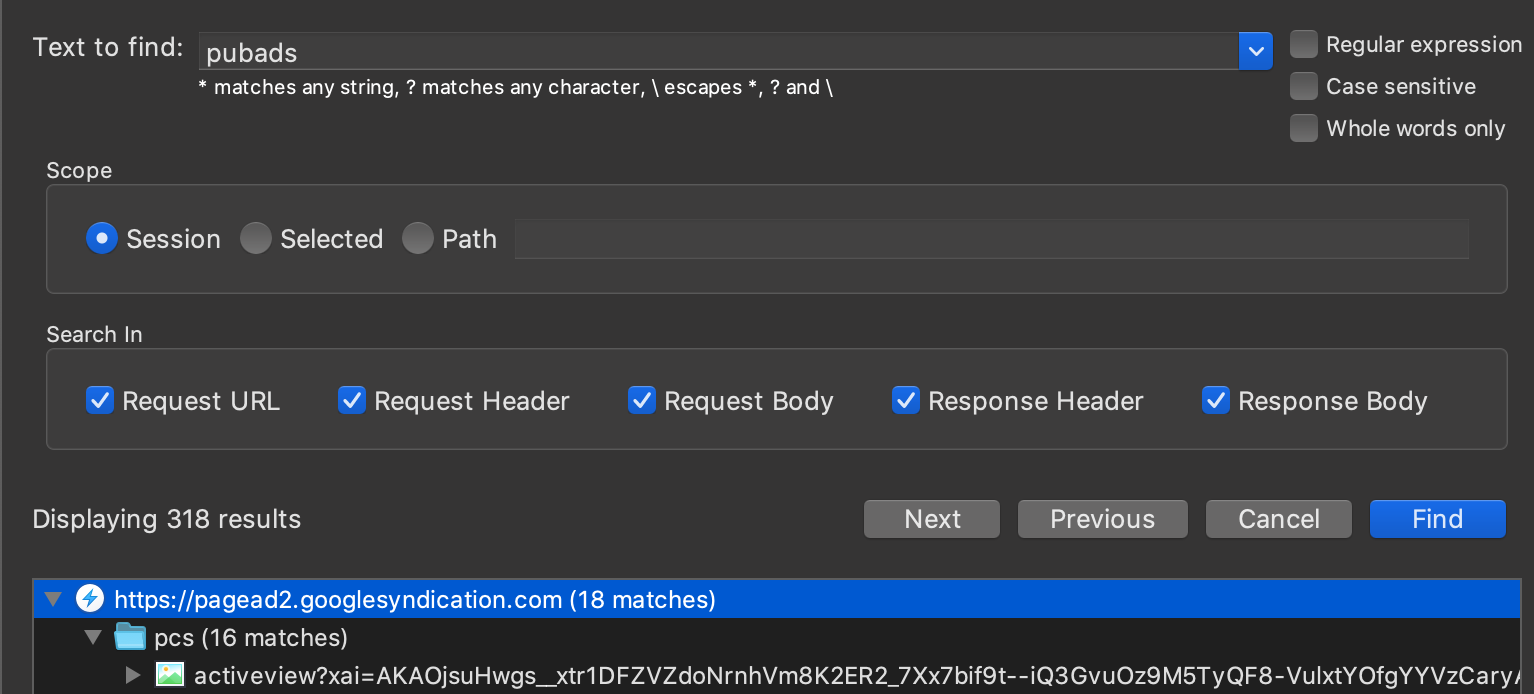 Text to find: pubads
Regular expression
* matches any string, ? matches any character, \ escapes *, ? and \
Case sensitive
Whole words only
Scope
Session Selected Path
Search In
Request URL Request Header Request Body Response Header Response Body
Displaying 318 results Next Previous Cancel Find
https://pagead2.googlesyndication.com (18 matches)
pcs (16 matches)
activeview?xai=AKAOjsuHwgs__xtr1DFZVZdoNrnhVm8K2ER2_7Xx7bif9t--iQ3GvuOz9M5TyQF8-VulxtYOfgYYVzCaryA